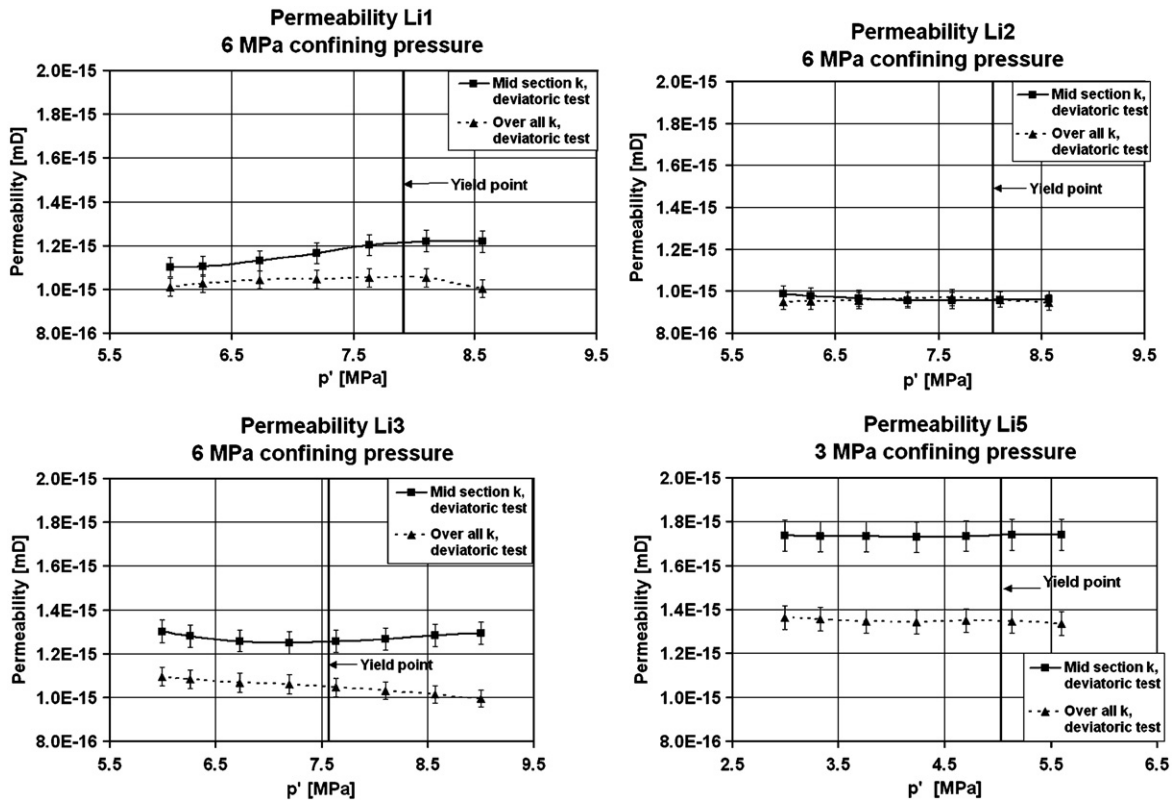 Permeability Li1
6 MPa confining pressure
Permeability [mD]
2.0E-15
1.8E-15
1.6E-15
1.4E-15
1.2E-15
1.0E-15
8.0E-16
Mid section k,
deviatoric test
Over all k,
deviatoric test
Yield point
5.5 6.5 7.5 8.5 9.5
p' [MPa]
Permeability Li2
6 MPa confining pressure
Permeability [mD]
2.0E-15
1.8E-15
1.6E-15
1.4E-15
1.2E-15
1.0E-15
8.0E-16
Mid section k,
deviatoric test
Over all k,
deviatoric test
Yield point
5.5 6.5 7.5 8.5 9.5
p' [MPa]
Permeability Li3
6 MPa confining pressure
Permeability [mD]
2.0E-15
1.8E-15
1.6E-15
1.4E-15
1.2E-15
1.0E-15
8.0E-16
Mid section k,
deviatoric test
Over all k,
deviatoric test
Yield point
5.5 6.5 7.5 8.5 9.5
p' [MPa]
Permeability Li5
3 MPa confining pressure
Permeability [mD]
2.0E-15
1.8E-15
1.6E-15
1.4E-15
1.2E-15
1.0E-15
8.0E-16
Yield point
Mid section k,
deviatoric test
Over all k,
deviatoric test
2.5 3.5 4.5 5.5 6.5
p' [MPa]